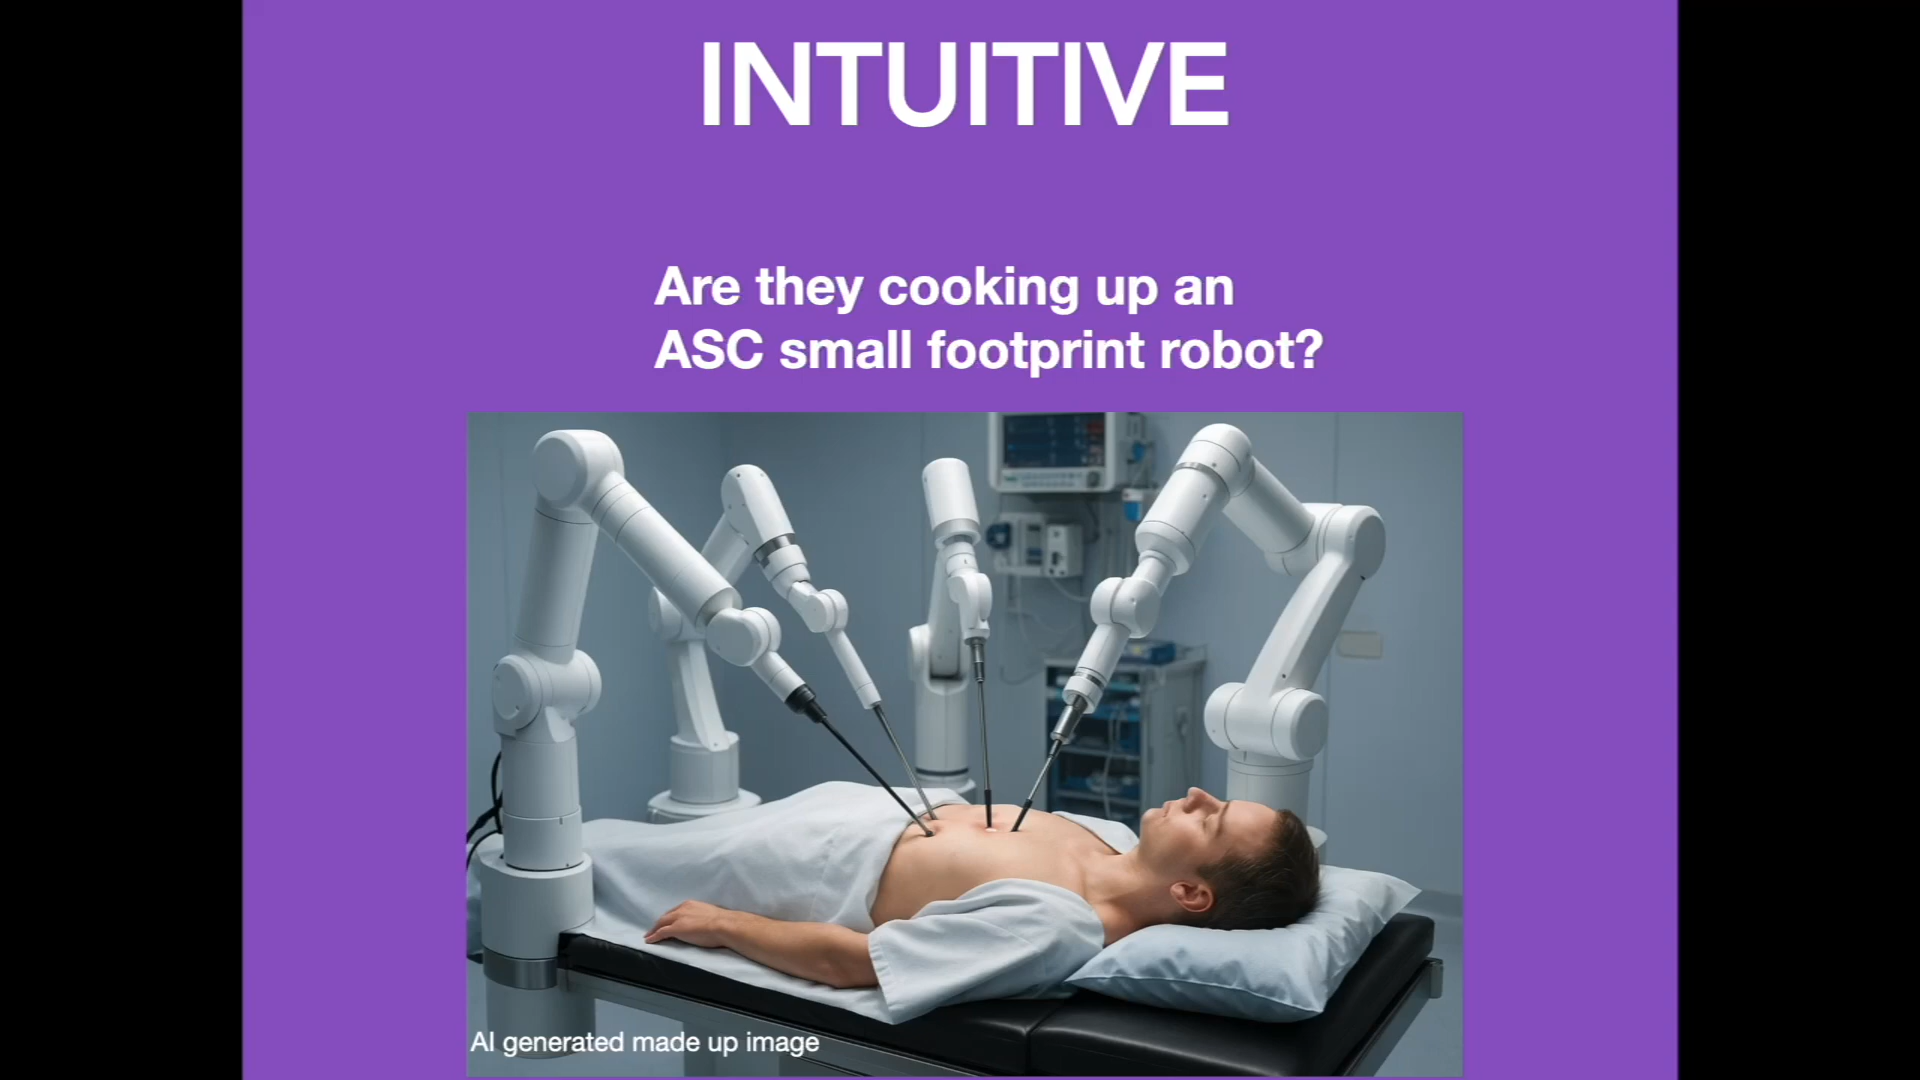 INTUITIVE
Are they cooking up an
ASC small footprint robot?
AI generated made up image